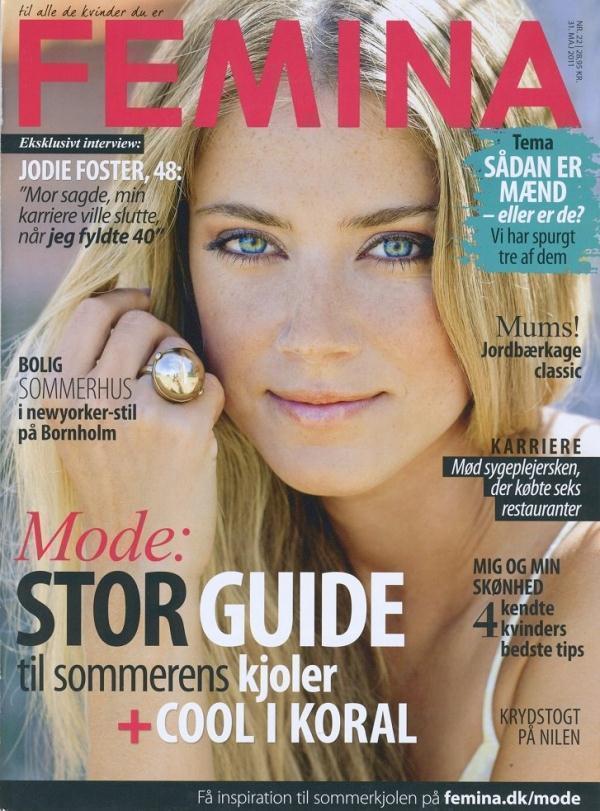 til alle de kvinder du er
FEMINA
NR. 22 | 28,95 KR.
31. MAJ 2011
Eksklusivt interview:
JODIE FOSTER, 48:
”Mor sagde, min
karriere ville slutte,
når jeg fyldte 40”
Tema
SÅDAN ER
MÆND
– eller er de?
Vi har spurgt
tre af dem
Mums!
Jordbærkage
classic
BOLIG
SOMMERHUS
i newyorker-stil
på Bornholm
KARRIERE
Mød sygeplejersken,
der købte seks
restauranter
Mode:
STOR GUIDE
til sommerens kjoler
+COOL I KORAL
MIG OG MIN
SKØNHED
4 kendte
kvinders
bedste tips
KRYDSTOGT
PÅ NILEN
Få inspiration til sommerkjolen på femina.dk/mode